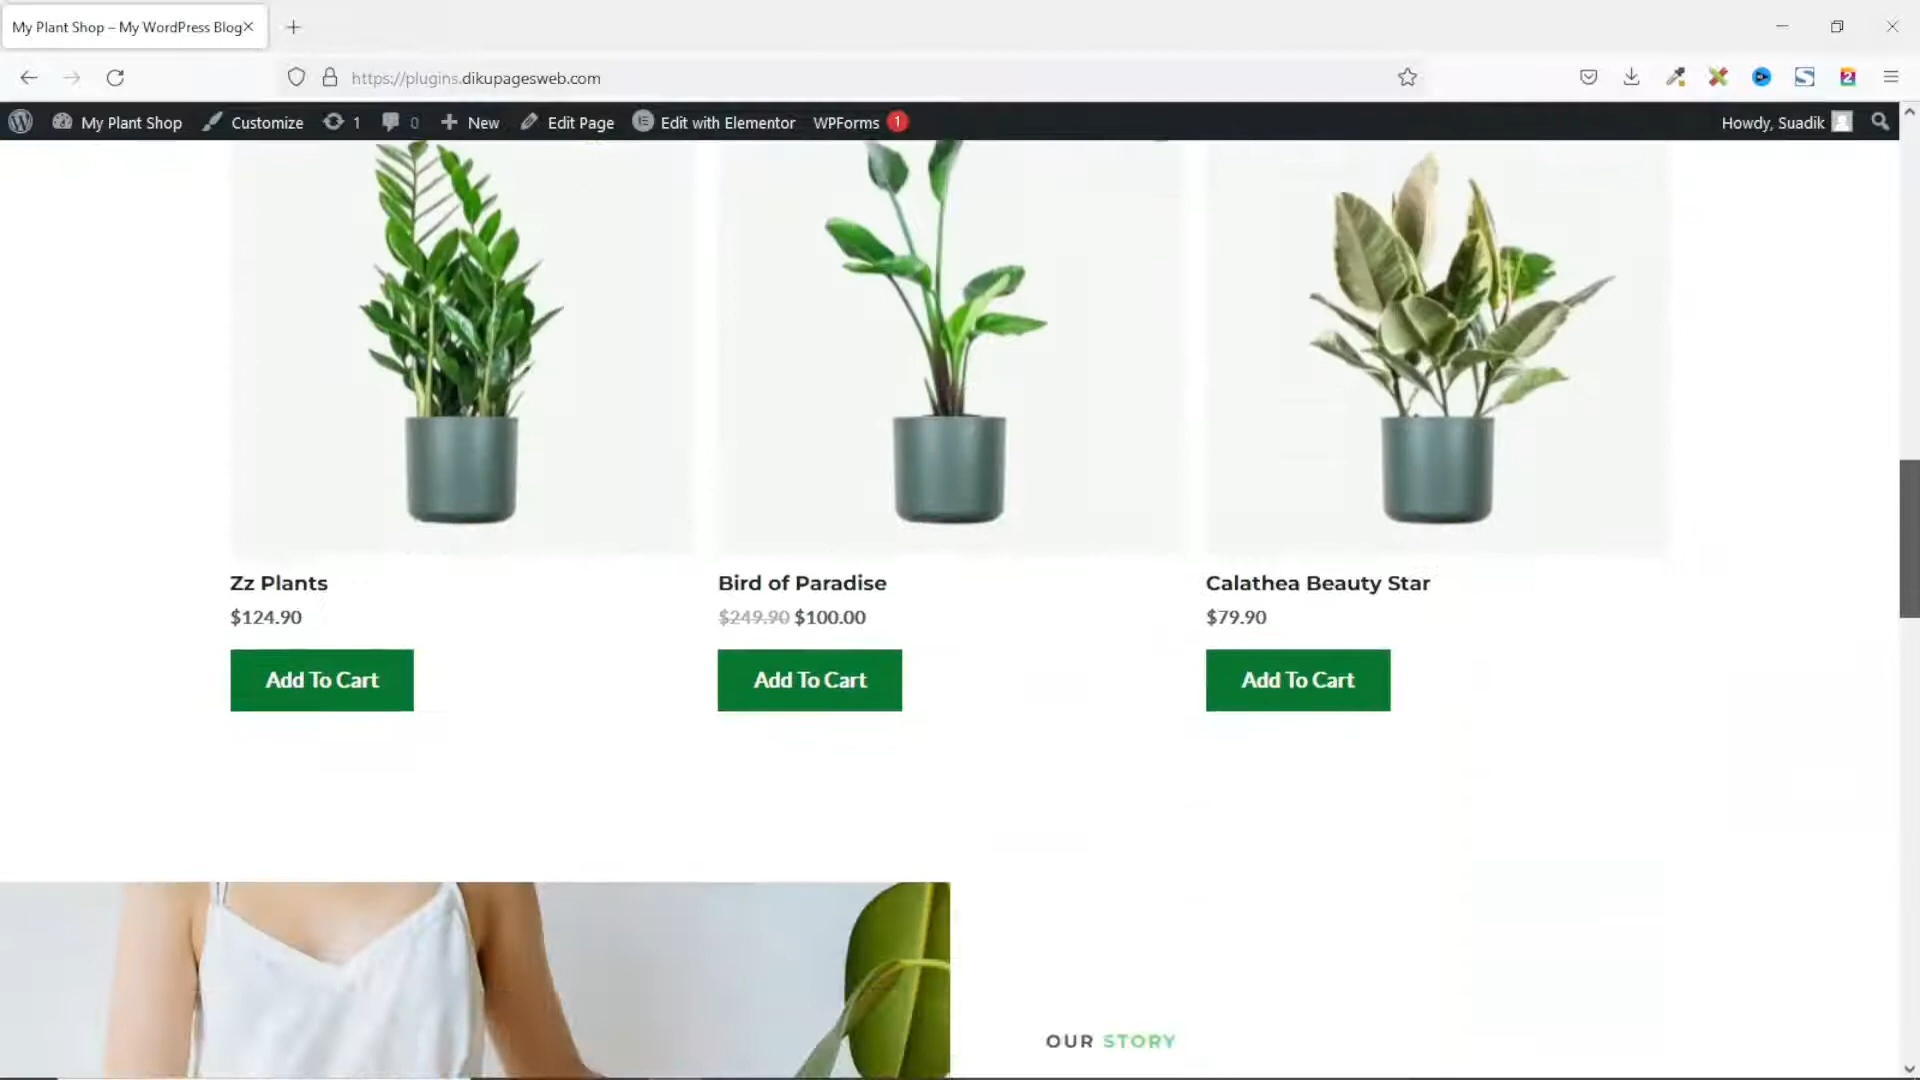 My Plant Shop – My WordPress Blog
https://plugins.dikupagesweb.com
My Plant Shop Customize 1 0 New Edit Page Edit with Elementor WPForms 1 Howdy, Suadik
Zz Plants
$124.90
Add To Cart
Bird of Paradise
$249.90 $100.00
Add To Cart
Calathea Beauty Star
$79.90
Add To Cart
OUR STORY